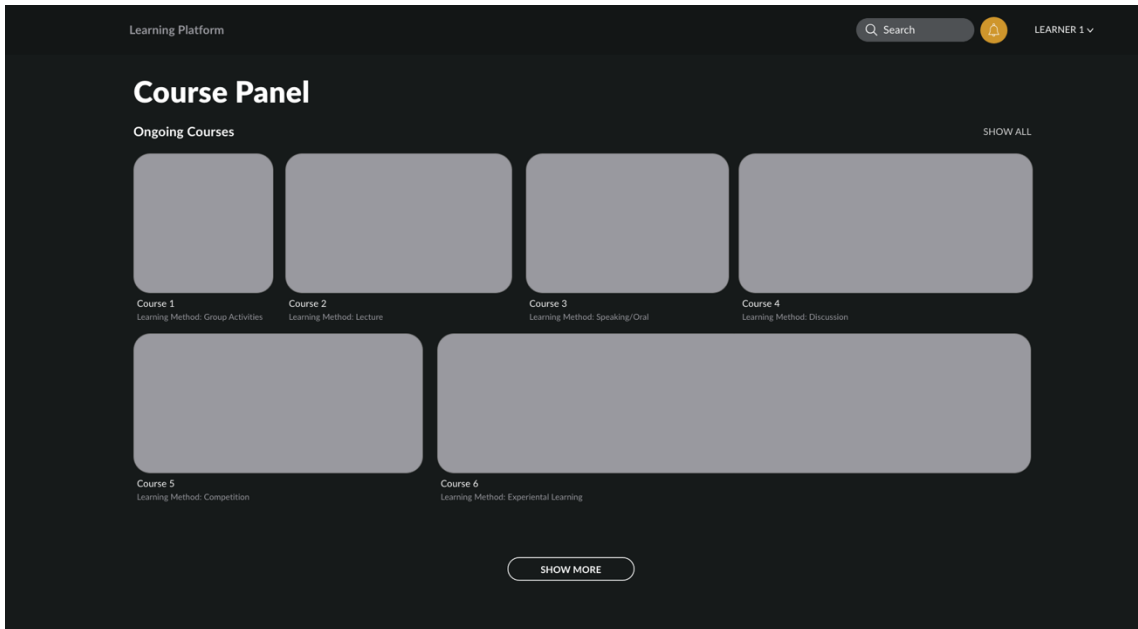 Learning Platform
Search
LEARNER 1
Course Panel
Ongoing Courses
SHOW ALL
Course 1
Learning Method: Group Activities
Course 2
Learning Method: Lecture
Course 3
Learning Method: Speaking/Oral
Course 4
Learning Method: Discussion
Course 5
Learning Method: Competition
Course 6
Learning Method: Experiental Learning
SHOW MORE